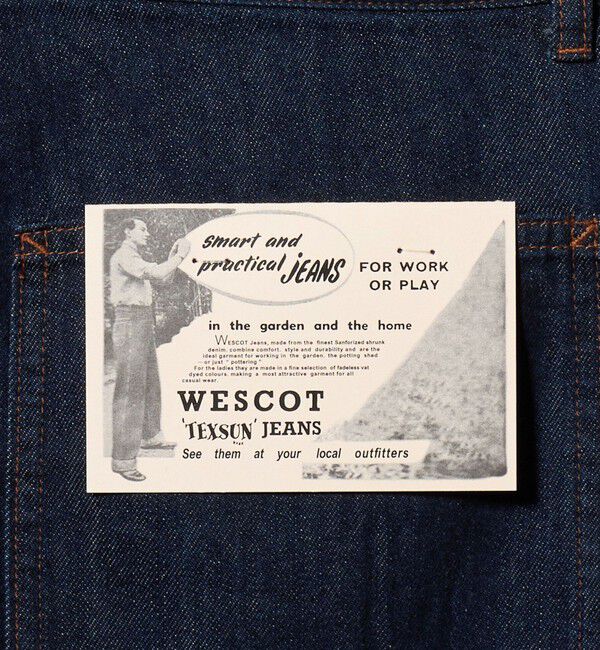 smart and
practical JEANS
FOR WORK
OR PLAY
in the garden and the home
WESCOT Jeans, made from the finest Sanforized shrunk
denim, combine comfort, style and durability and are the
ideal garment for working in the garden, the potting shed
—or just "pottering".
For the ladies they are made in a fine selection of fadeless vat
dyed colours, making a most attractive garment for all
casual wear.
WESCOT
'TEXSUN' JEANS
See them at your local outfitters